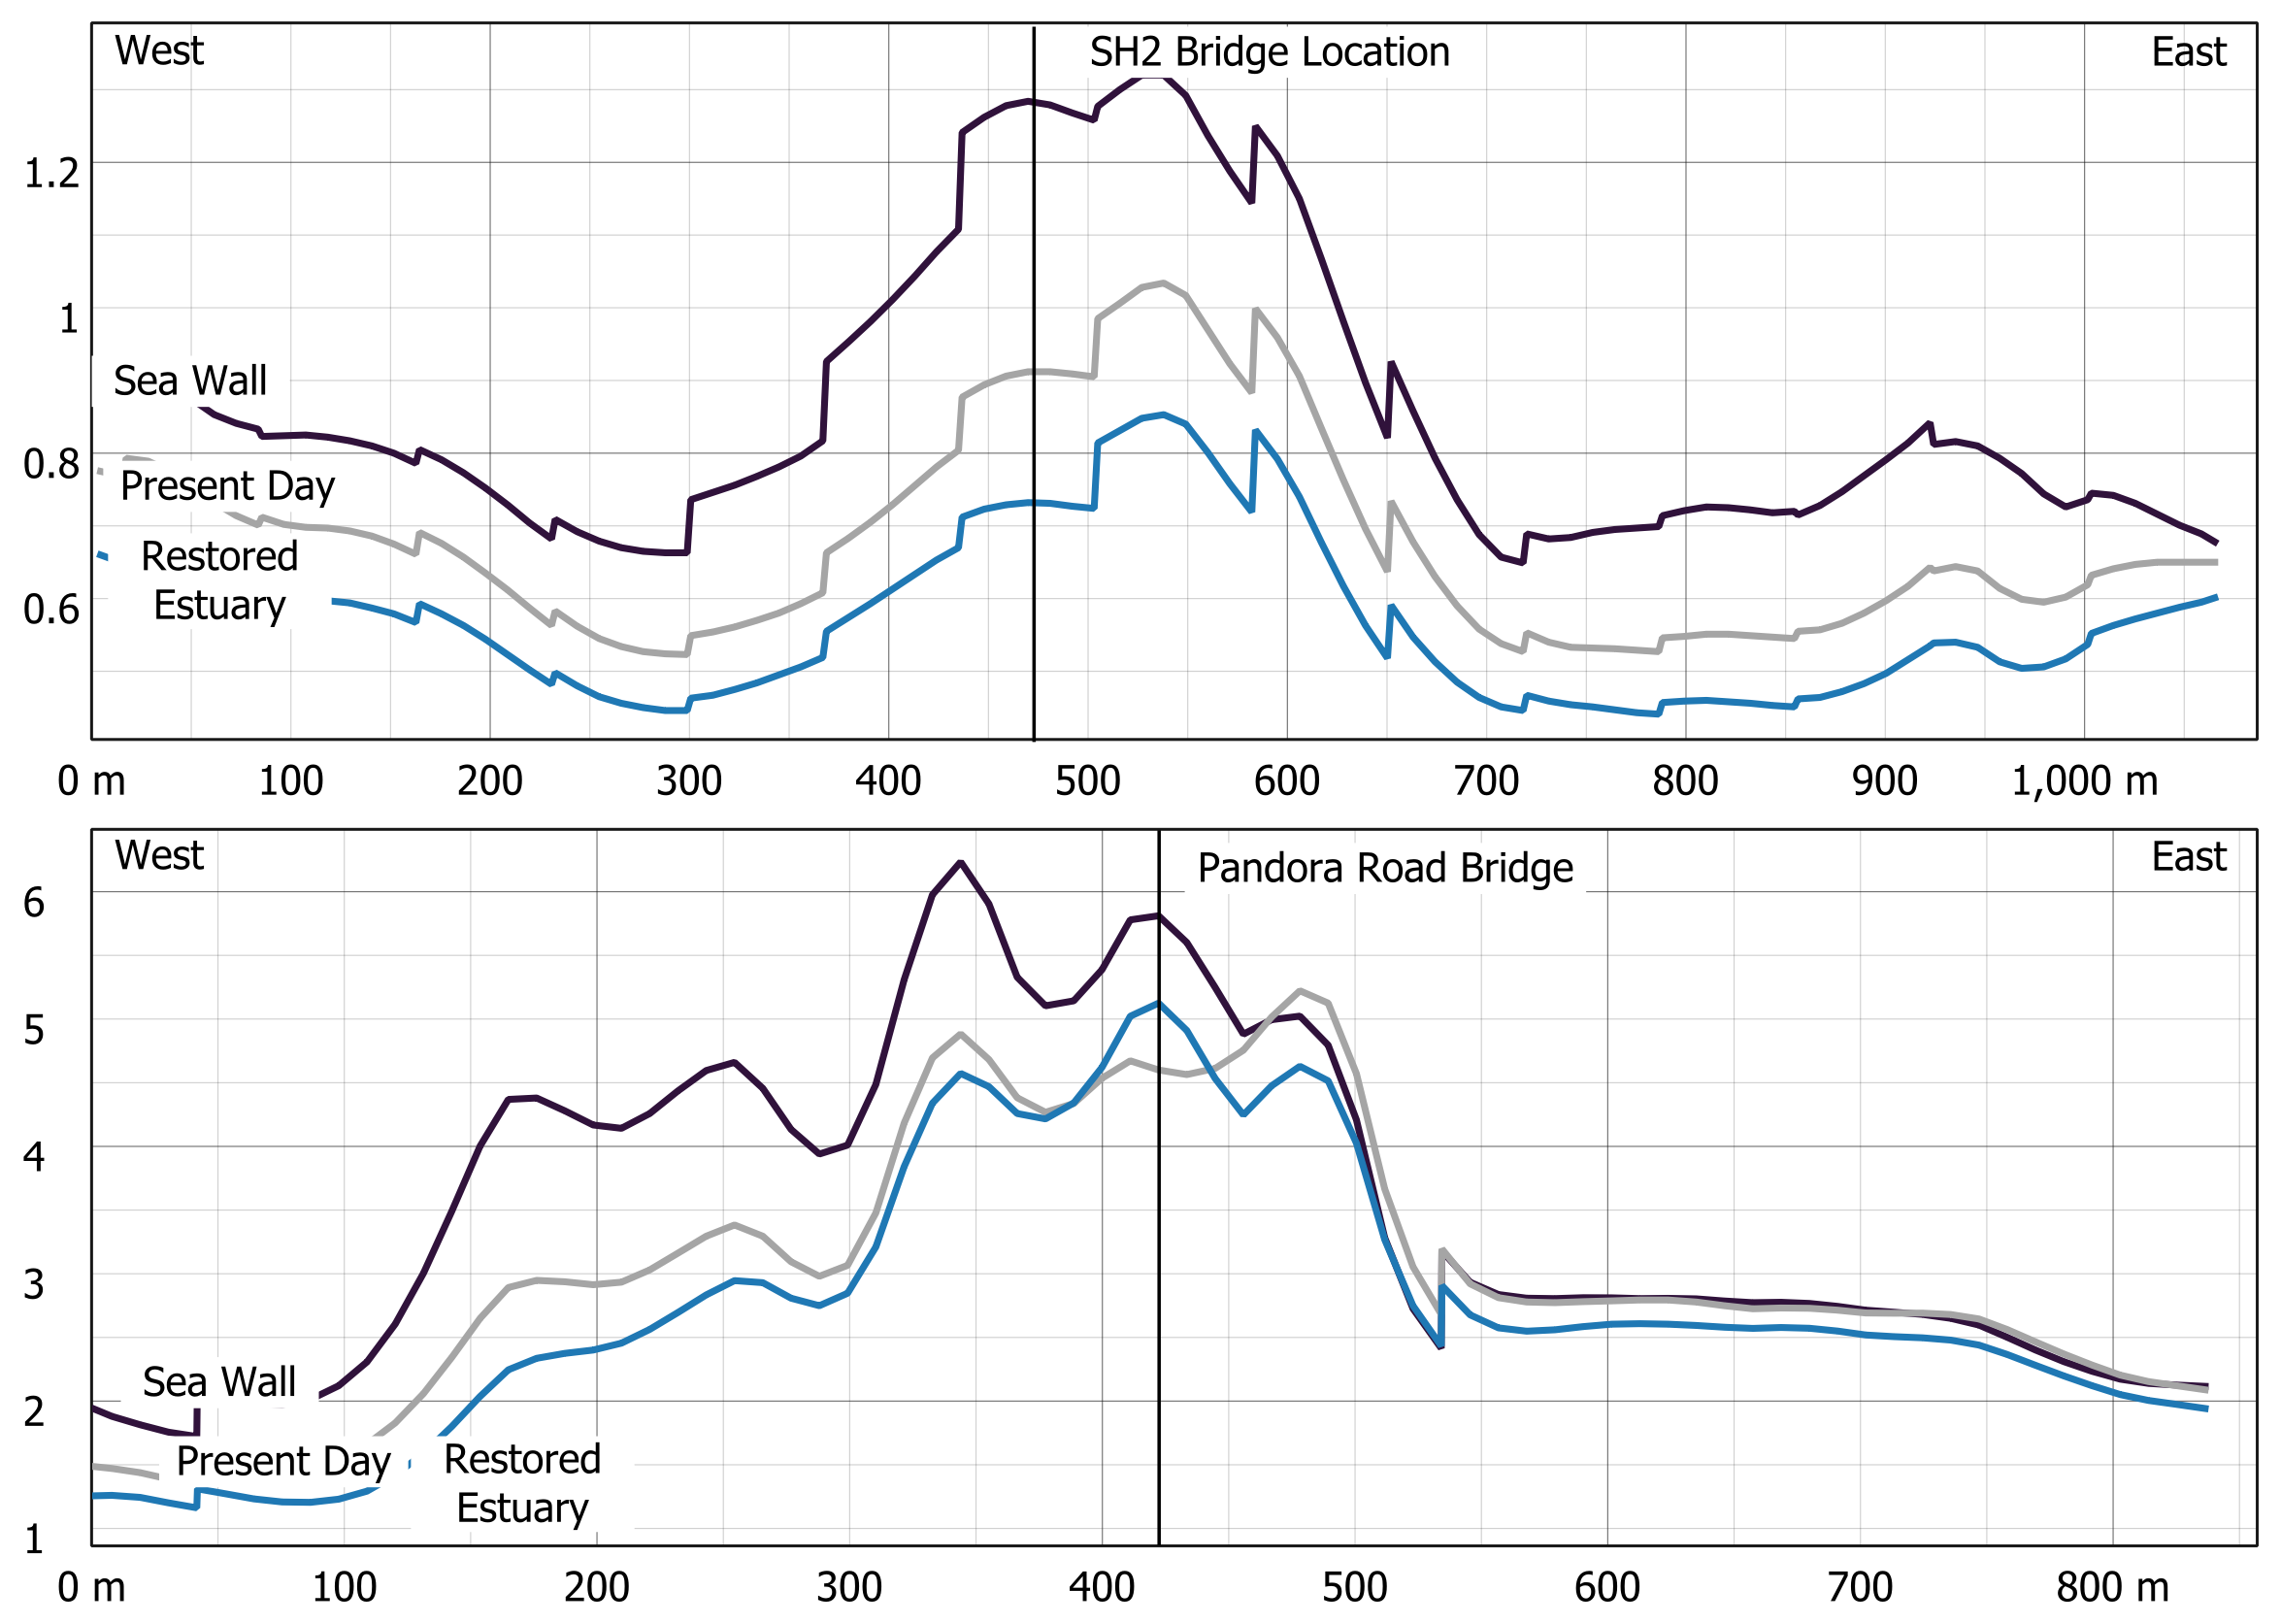 West
SH2 Bridge Location
East
1.2
1
Sea Wall
0.8
Present Day
Restored
Estuary
0.6
0 m 100 200 300 400 500 600 700 800 900 1,000 m
West
Pandora Road Bridge
East
6
5
4
3
Sea Wall
2
Present Day
Restored
Estuary
1
0 m 100 200 300 400 500 600 700 800 m